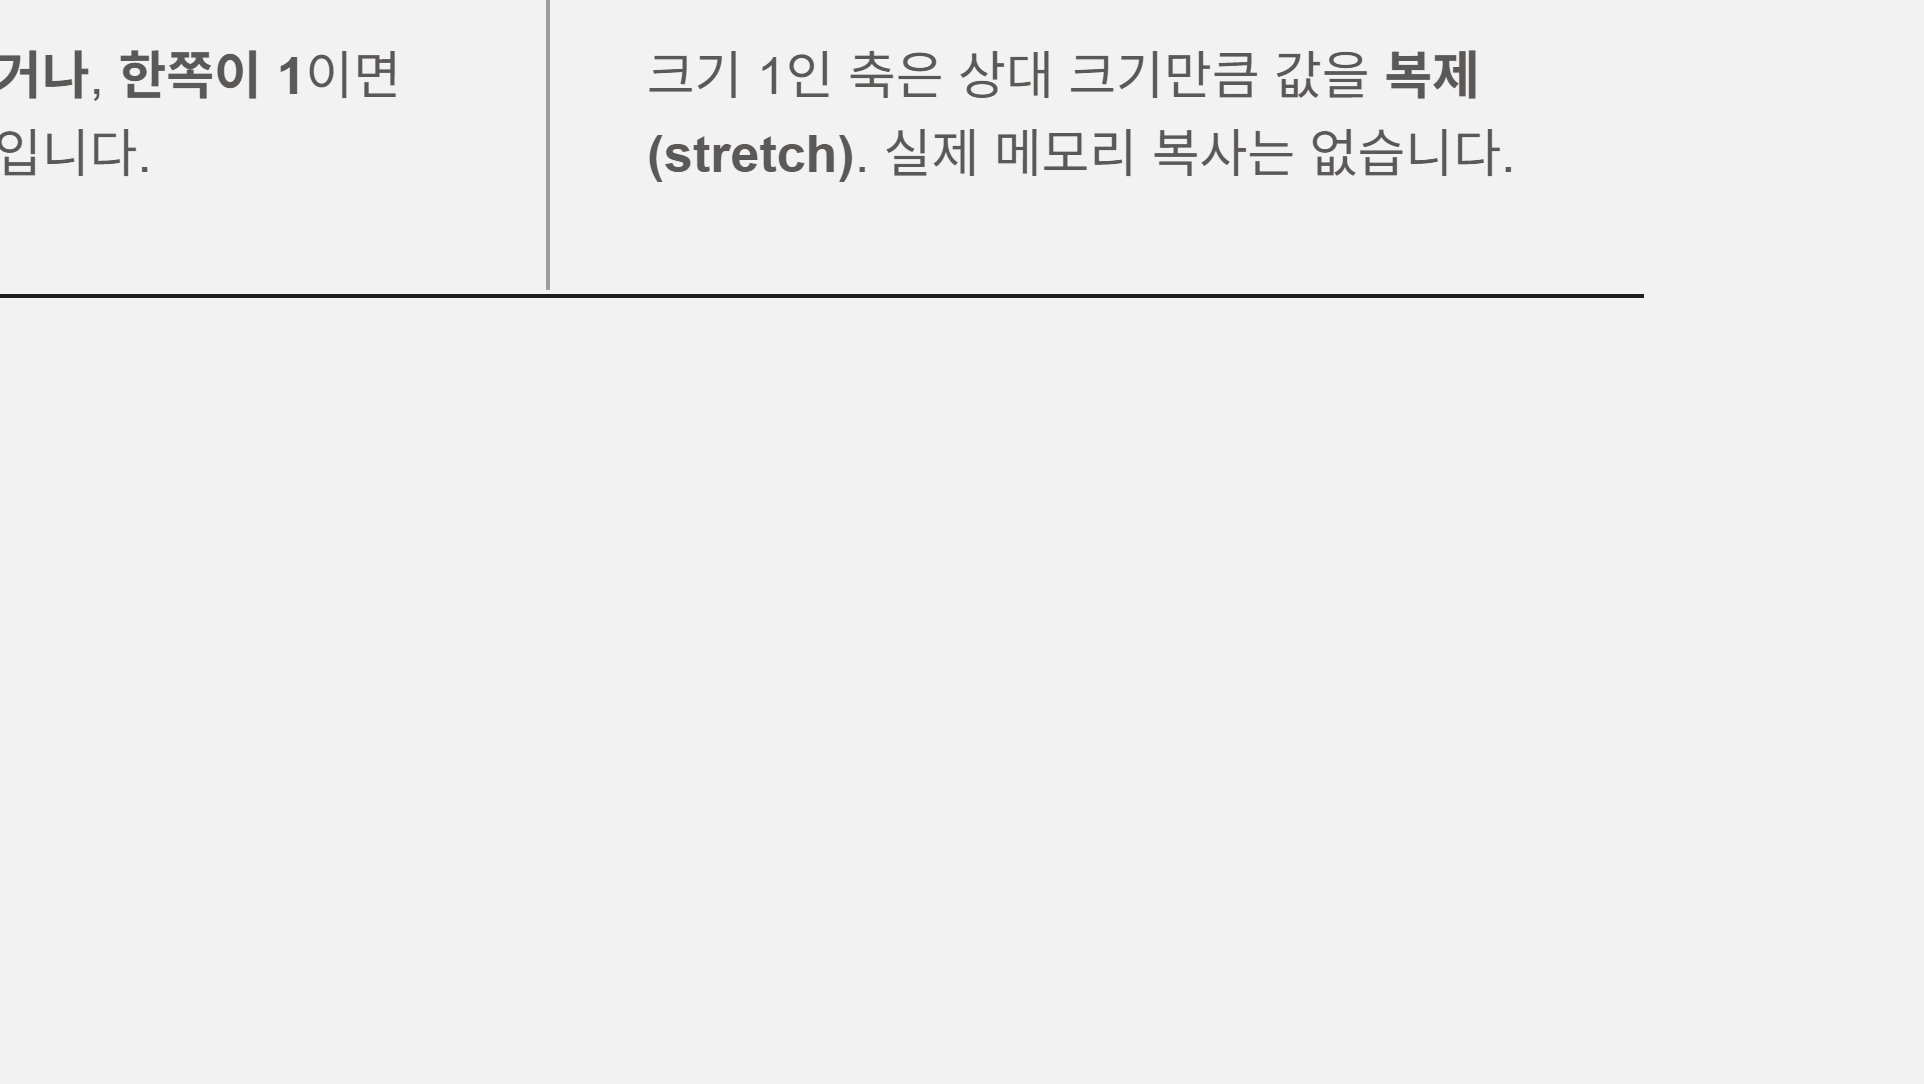 거나, 한쪽이 1이면
입니다.
크기 1인 축은 상대 크기만큼 값을 복제
(stretch). 실제 메모리 복사는 없습니다.